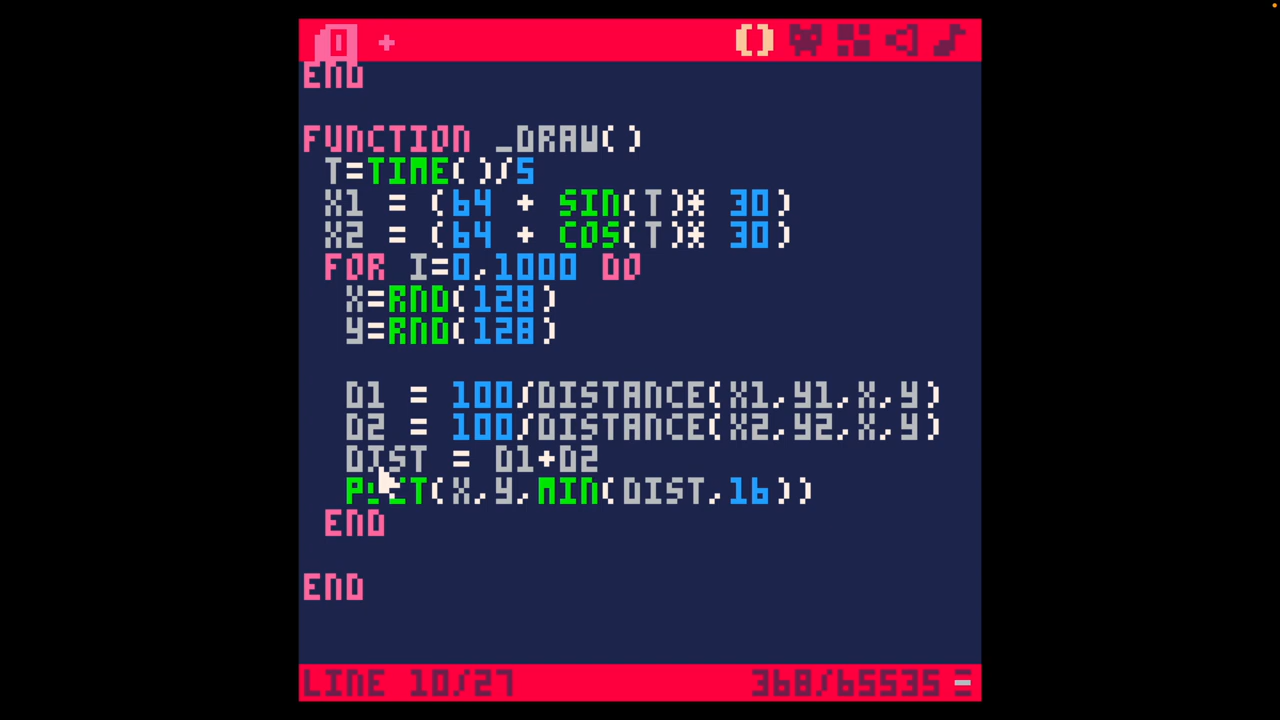 0 +
END
FUNCTION _DRAW()
T=TIME()/5
X1 = (64 + SIN(T)* 30)
X2 = (64 + COS(T)* 30)
FOR I=0,1000 DO
X=RND(128)
Y=RND(128)
D1 = 100/DISTANCE(X1,Y1,X,Y)
D2 = 100/DISTANCE(X2,Y2,X,Y)
DIST = D1+D2
PSET(X,Y,MIN(DIST,16))
END
END
LINE 10/27 368/65535